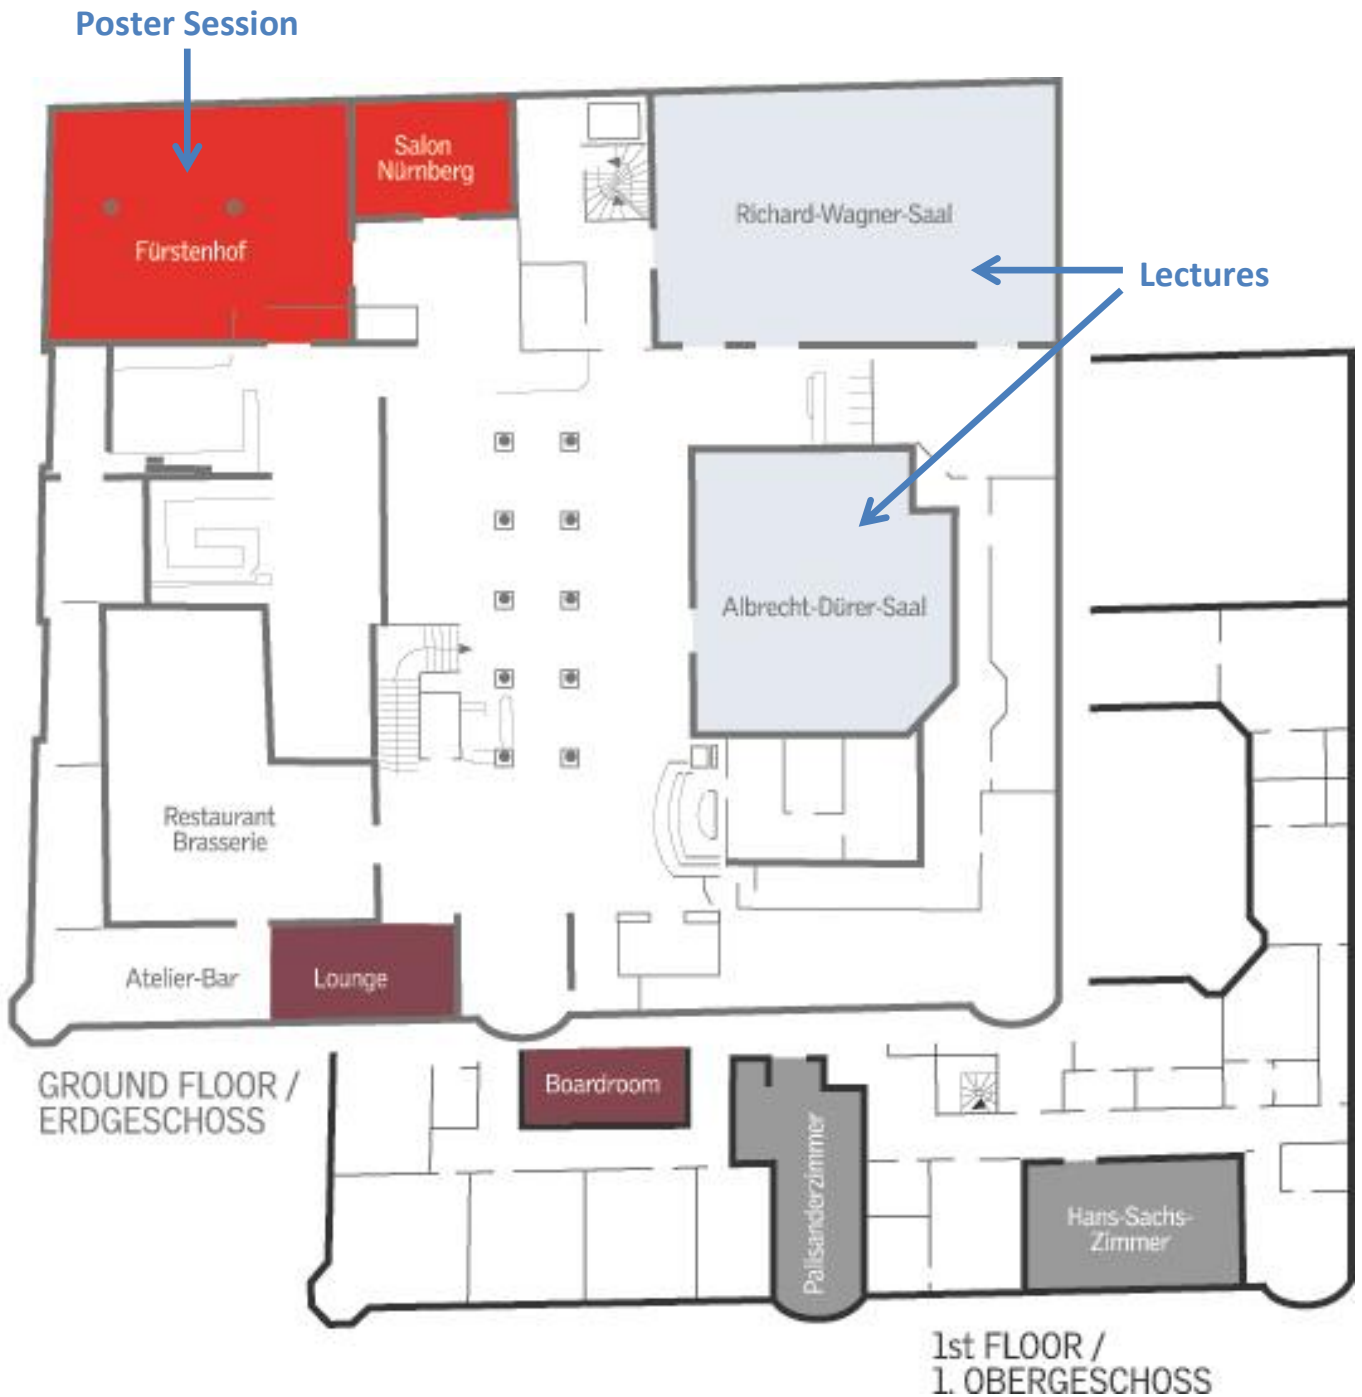 Poster Session
Salon
Nürnberg
Richard-Wagner-Saal
Fürstenhof
Lectures
Albrecht-Dürer-Saal
Restaurant
Brasserie
Atelier-Bar
Lounge
GROUND FLOOR /
ERDGESCHOSS
Boardroom
Palisanderzimmer
Hans-Sachs-
Zimmer
1st FLOOR /
1. OBERGESCHOSS